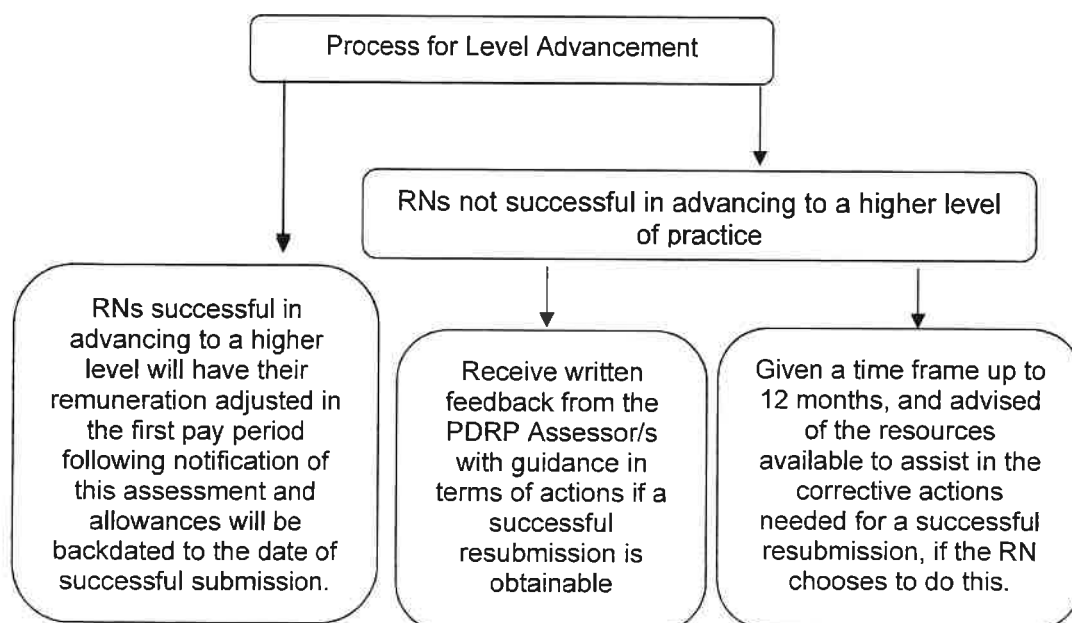 Process for Level Advancement
RNs not successful in advancing to a higher level
of practice
RNs successful in
advancing to a higher
level will have their
remuneration adjusted in
the first pay period
following notification of
this assessment and
allowances will be
backdated to the date of
successful submission.
Receive written
feedback from the
PDRP Assessor/s
with guidance in
terms of actions if a
successful
resubmission is
obtainable
Given a time frame up to
12 months, and advised
of the resources
available to assist in the
corrective actions
needed for a successful
resubmission, if the RN
chooses to do this.